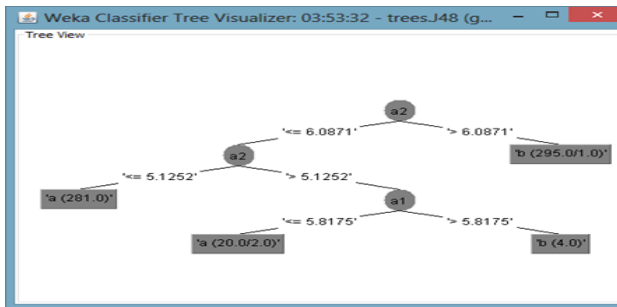 Weka Classifier Tree Visualizer: 03:53:32 - trees.J48 (g...
Tree View
a2
'<= 6.0871' '> 6.0871'
a2 'b (295.0/1.0)'
'<= 5.1252' '> 5.1252'
'a (281.0)' a1
'<= 5.8175' '> 5.8175'
'a (20.0/2.0)' 'b (4.0)'